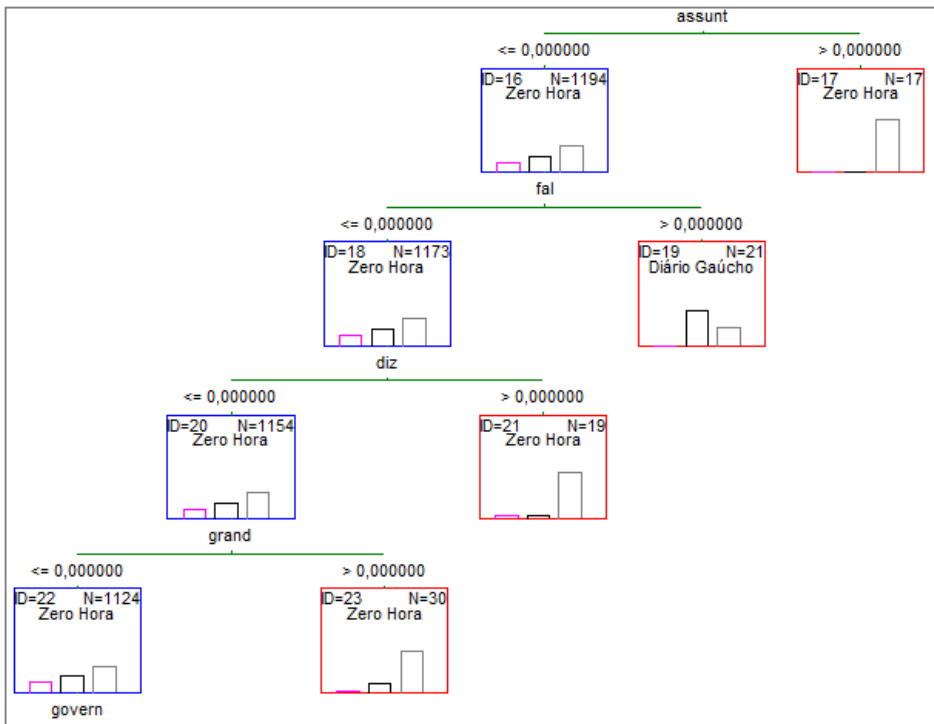 assunt
<= 0,000000 > 0,000000
ID=16 N=1194 ID=17 N=17
Zero Hora Zero Hora
fal
<= 0,000000 > 0,000000
ID=18 N=1173 ID=19 N=21
Zero Hora Diário Gaúcho
diz
<= 0,000000 > 0,000000
ID=20 N=1154 ID=21 N=19
Zero Hora Zero Hora
grand
<= 0,000000 > 0,000000
ID=22 N=1124 ID=23 N=30
Zero Hora Zero Hora
govern